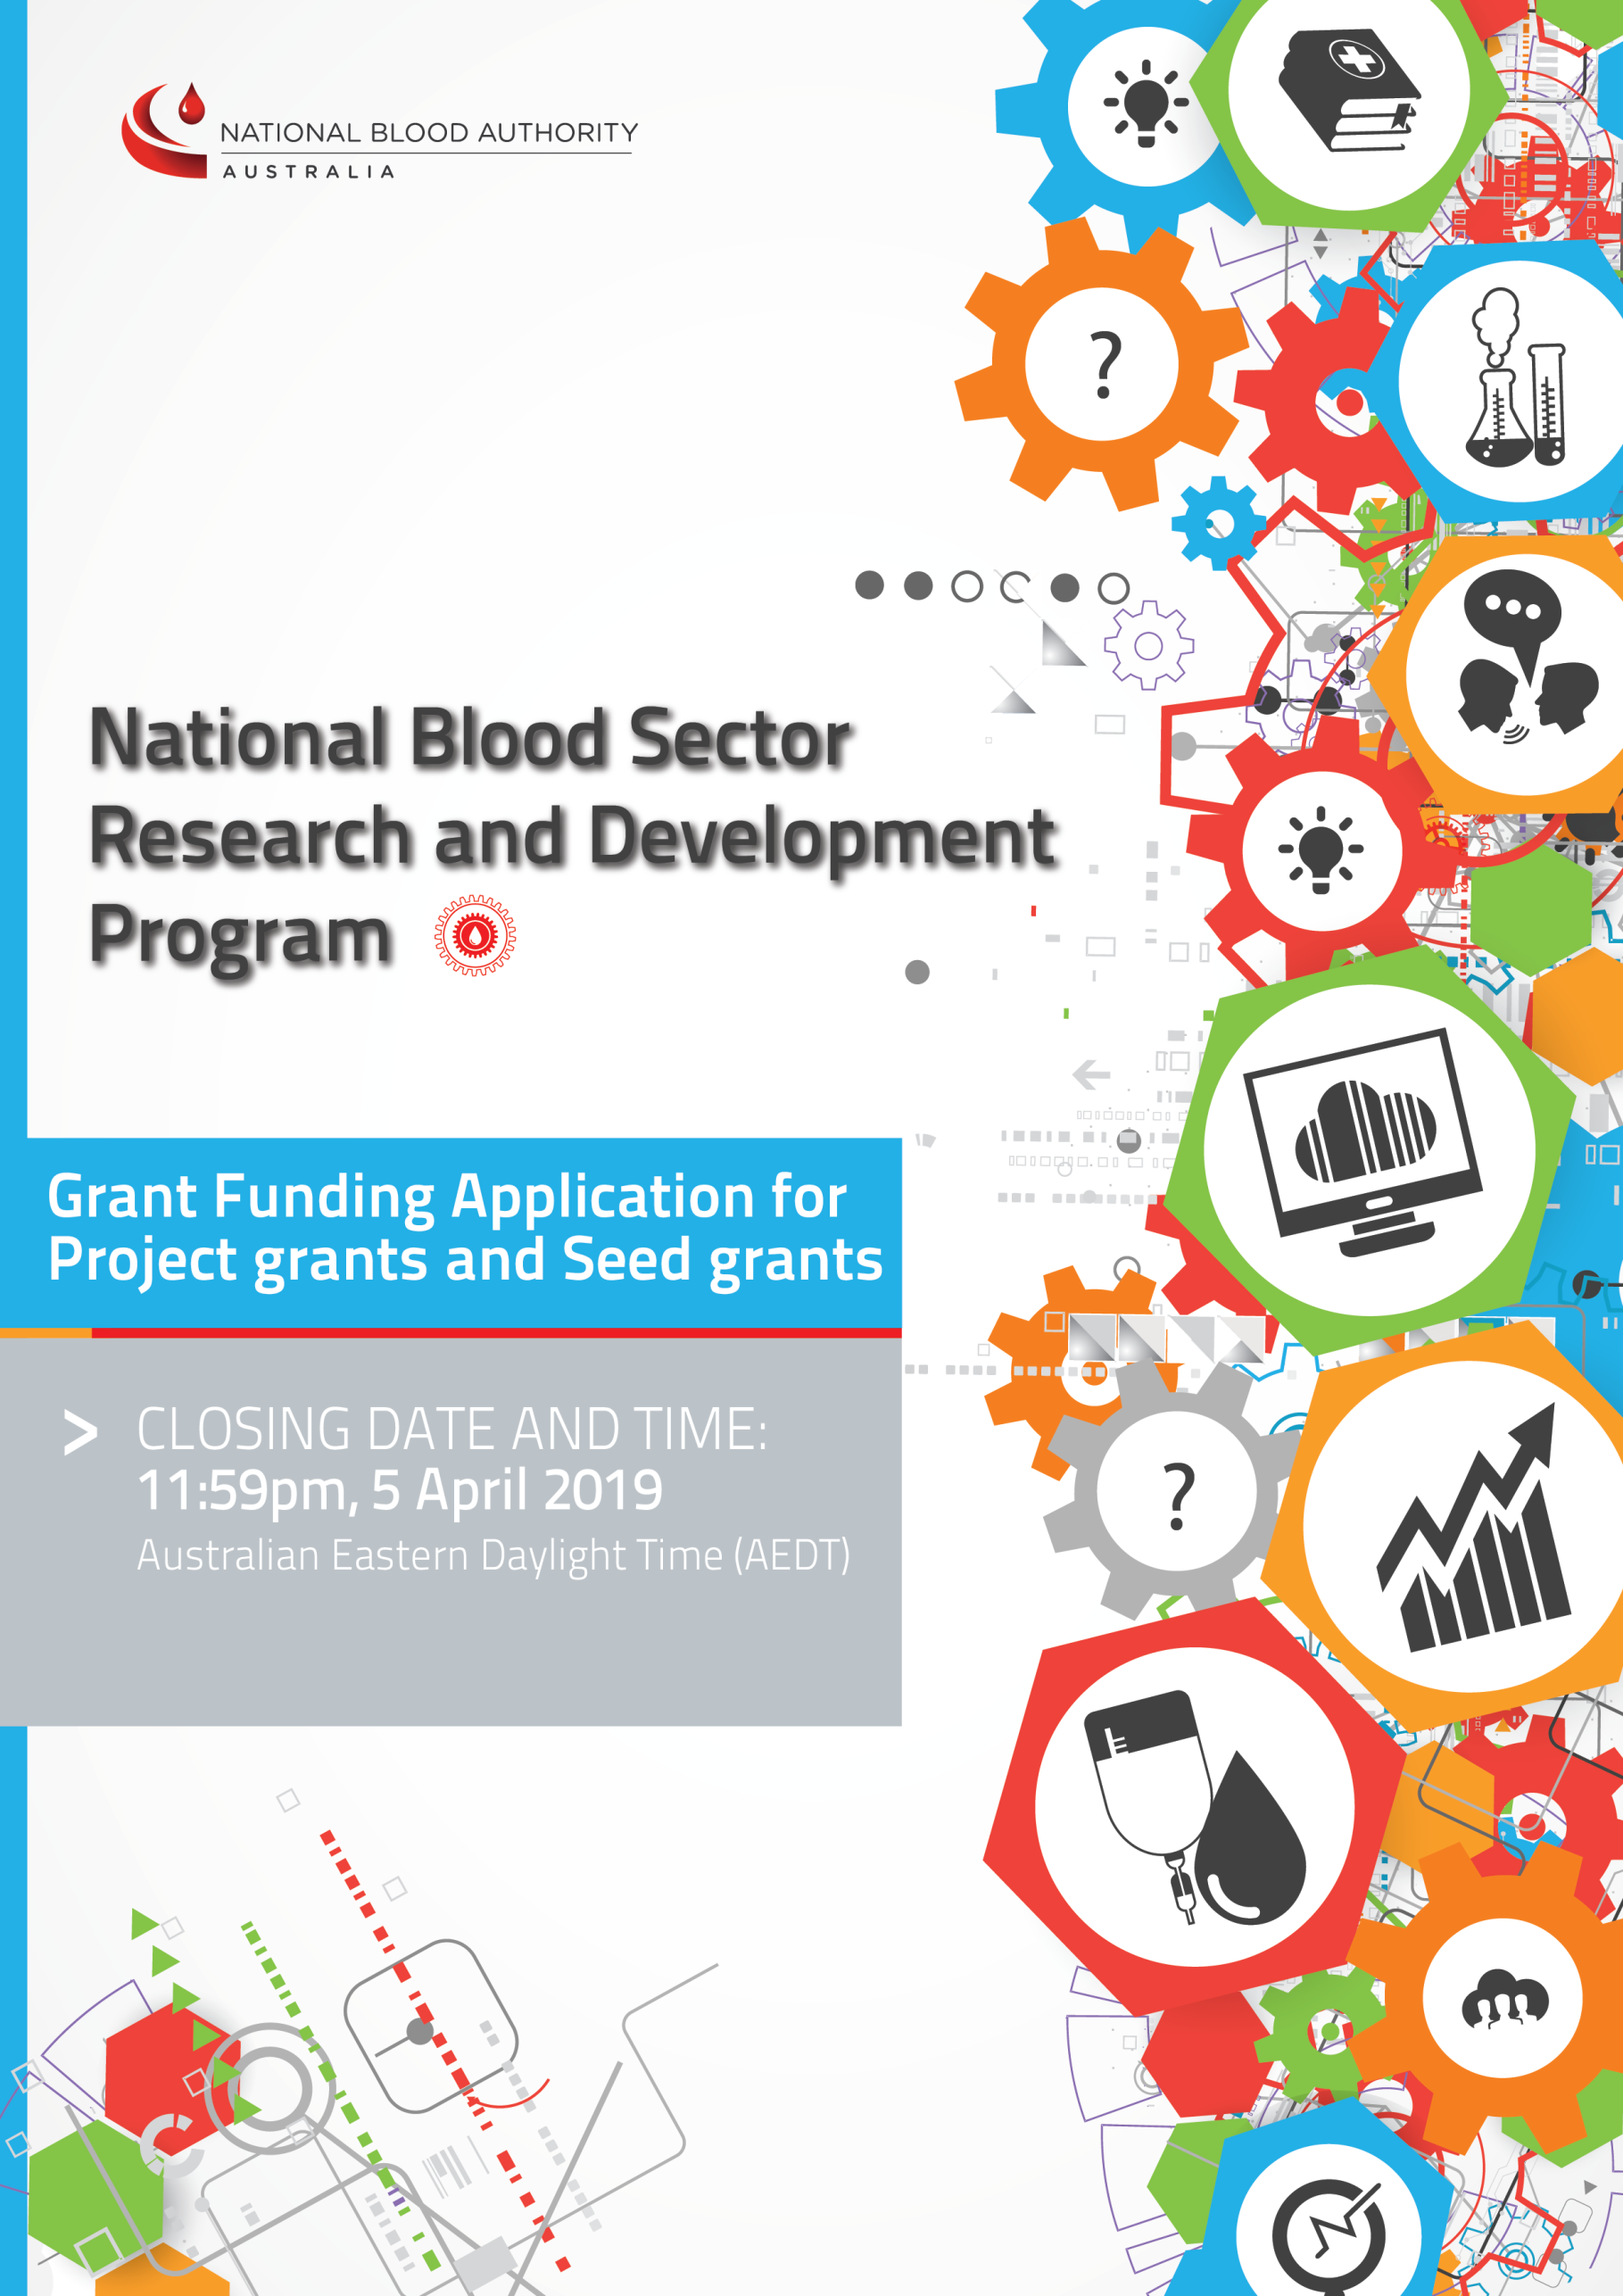 NATIONAL BLOOD AUTHORITY
AUSTRALIA
?
National Blood Sector
Research and Development
Program
Grant Funding Application for
Project grants and Seed grants
> CLOSING DATE AND TIME:
11:59pm, 5 April 2019
Australian Eastern Daylight Time (AEDT)
?